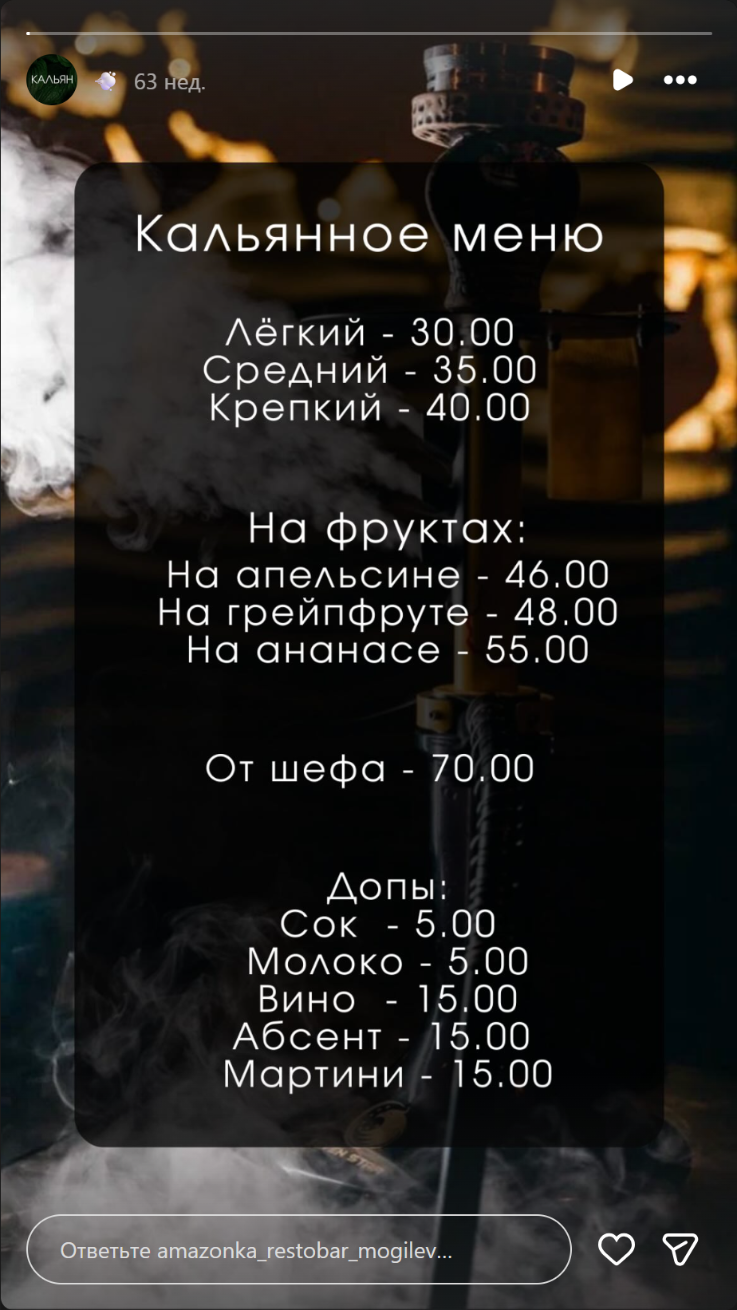 КАЛЬЯН
63 нед.
Кальянное меню
Лёгкий - 30.00
Средний - 35.00
Крепкий - 40.00
На фруктах:
На апельсине - 46.00
На грейпфруте - 48.00
На ананасе - 55.00
От шефа - 70.00
Допы:
Сок - 5.00
Молоко - 5.00
Вино - 15.00
Абсент - 15.00
Мартини - 15.00
Ответьте amazonka_restobar_mogilev...